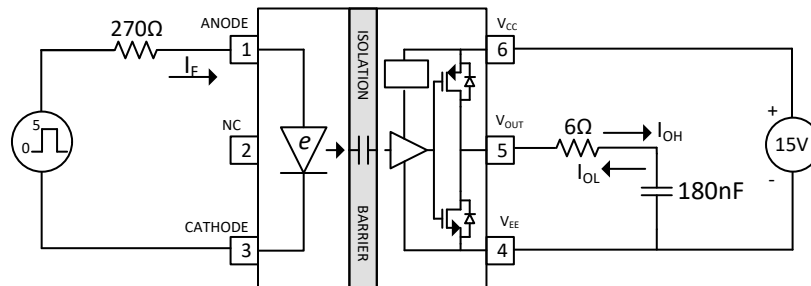 270Ω
ANODE
1
I_F
5
0
NC
2
CATHODE
3
e
ISOLATION
BARRIER
V_CC
6
V_OUT
5
6Ω
I_OH
I_OL
180nF
V_EE
4
+
15V
-